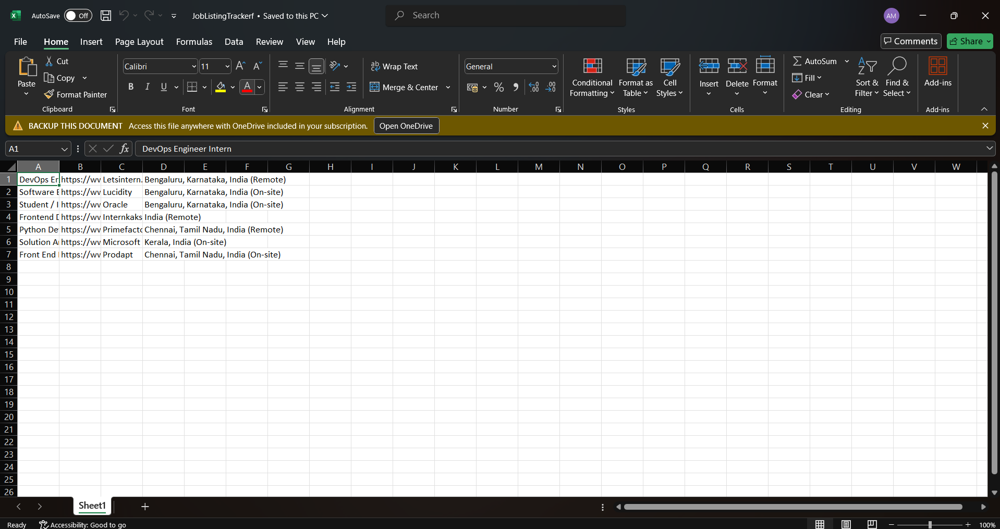 AutoSave Off JobListingTrackerf • Saved to this PC Search AM
File Home Insert Page Layout Formulas Data Review View Help Comments Share
Paste Cut Copy Format Painter Clipboard
Calibri 11 A A B I U A Font
ab Wrap Text Merge & Center Alignment
General % 9 .00 .00 Number
Conditional Formatting Format as Table Cell Styles Styles
Insert Delete Format Cells
AutoSum Fill Clear Sort & Filter Find & Select Editing
Add-ins Add-ins
BACKUP THIS DOCUMENT Access this file anywhere with OneDrive included in your subscription. Open OneDrive
A1 fx DevOps Engineer Intern
A B C D E F G H I J K L M N O P Q R S T U V W
1 DevOps Er https://wv Letsintern. Bengaluru, Karnataka, India (Remote)
2 Software E https://wv Lucidity Bengaluru, Karnataka, India (On-site)
3 Student / I https://wv Oracle Bengaluru, Karnataka, India (On-site)
4 Frontend D https://wv Internkaks India (Remote)
5 Python De https://wv Primefacto Chennai, Tamil Nadu, India (Remote)
6 Solution A https://wv Microsoft Kerala, India (On-site)
7 Front End https://wv Prodapt Chennai, Tamil Nadu, India (On-site)
8
9
10
11
12
13
14
15
16
17
18
19
20
21
22
23
24
25
26
Sheet1
Ready Accessibility: Good to go 100%